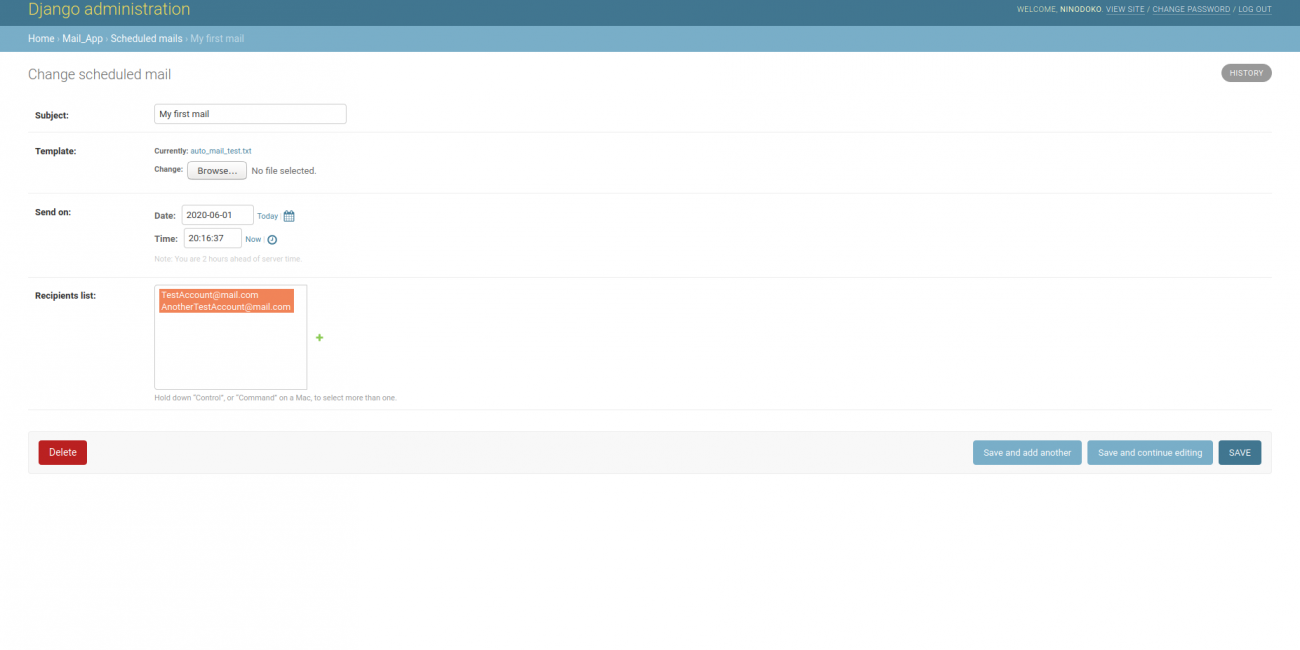 Django administration
WELCOME, NINODOKO. VIEW SITE / CHANGE PASSWORD / LOG OUT
Home › Mail_App › Scheduled mails › My first mail
Change scheduled mail
HISTORY
Subject: My first mail
Template: Currently: auto_mail_test.txt
Change: Browse... No file selected.
Send on:
Date: 2020-06-01 Today |
Time: 20:16:37 Now |
Note: You are 2 hours ahead of server time.
Recipients list:
TestAccount@mail.com
AnotherTestAccount@mail.com
Hold down "Control", or "Command" on a Mac, to select more than one.
Delete Save and add another Save and continue editing SAVE